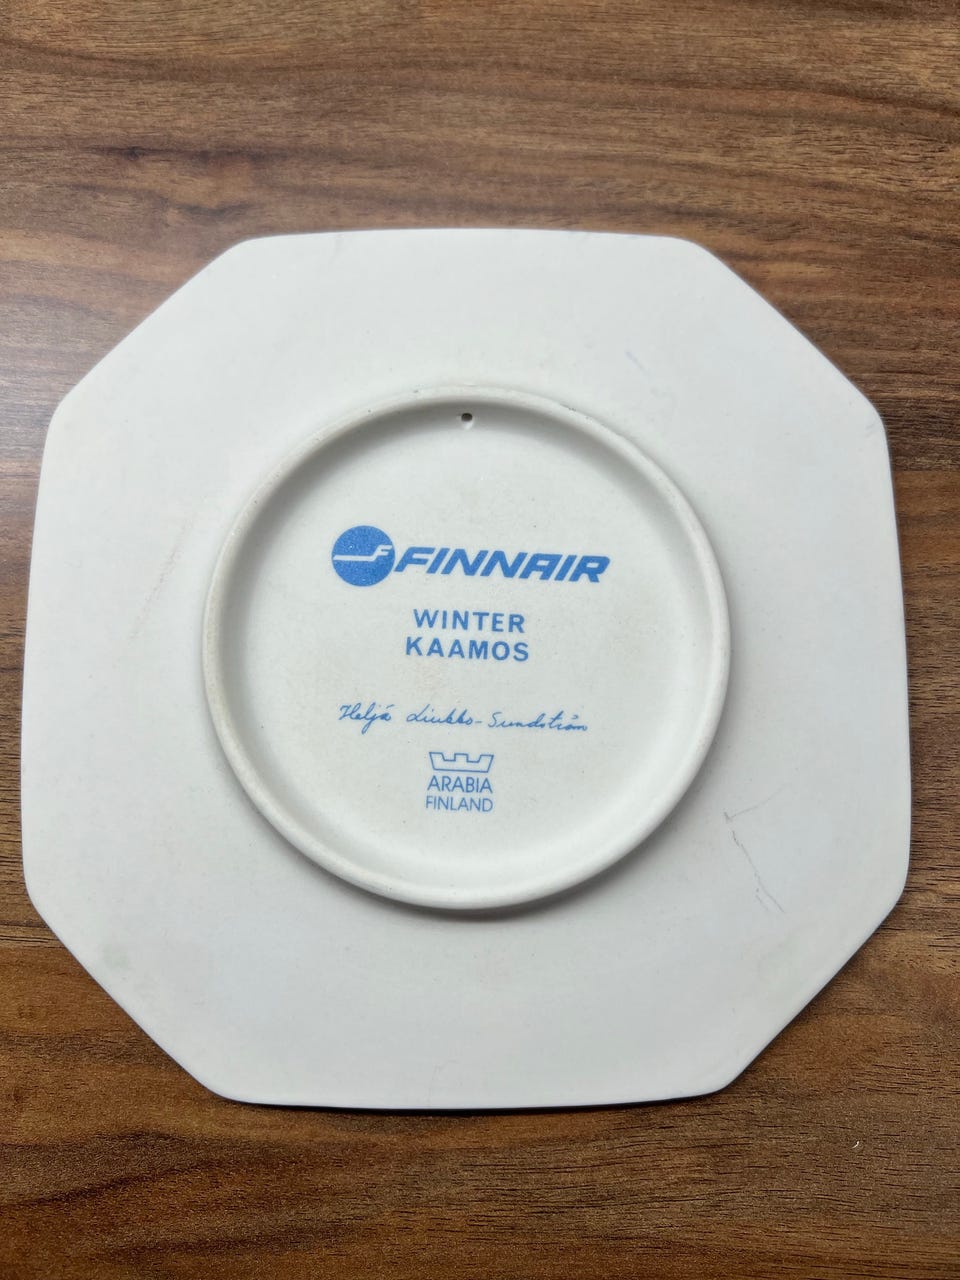 F FINNAIR
WINTER
KAAMOS
Heljä Liukko-Sundström
ARABIA
FINLAND